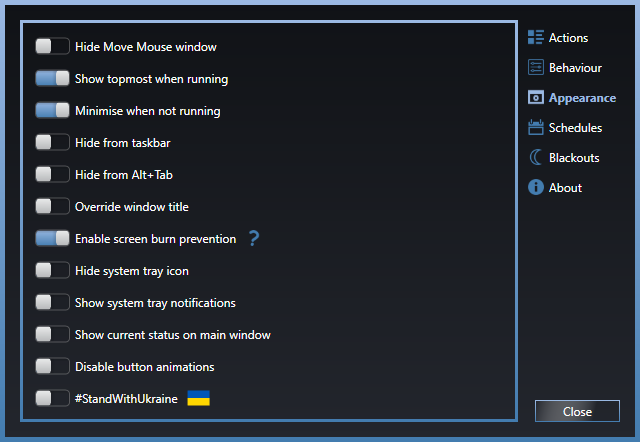 Hide Move Mouse window
Show topmost when running
Minimise when not running
Hide from taskbar
Hide from Alt+Tab
Override window title
Enable screen burn prevention ?
Hide system tray icon
Show system tray notifications
Show current status on main window
Disable button animations
#StandWithUkraine
Actions
Behaviour
Appearance
Schedules
Blackouts
About
Close